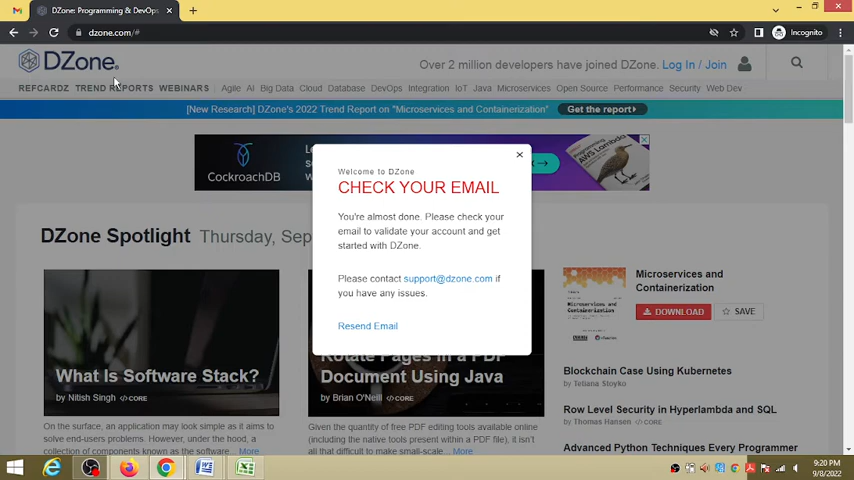 DZone: Programming & DevOps
dzone.com/#
Incognito
DZone.
Over 2 million developers have joined DZone. Log In / Join
REFCARDZ TREND REPORTS WEBINARS Agile AI Big Data Cloud Database DevOps Integration IoT Java Microservices Open Source Performance Security Web Dev
[New Research] DZone's 2022 Trend Report on "Microservices and Containerization" Get the report
CockroachDB
AWS Lambda
O'REILLY
Welcome to DZone
CHECK YOUR EMAIL
You're almost done. Please check your
email to validate your account and get
started with DZone.
Please contact support@dzone.com if
you have any issues.
Resend Email
DZone Spotlight Thursday, Sep
What Is Software Stack?
by Nitish Singh CORE
On the surface, an application may look simple as it aims to
solve end-users problems. However, under the hood, a
collection of components known as the software... More
Rotate Pages in a PDF
Document Using Java
by Brian O'Neill CORE
Given the quantity of free PDF editing tools available online
(including the native tools present within a PDF file), it isn't
all that difficult to make small-scale... More
Microservices and
Containerization
DOWNLOAD SAVE
Microservices and
Containerization
Blockchain Case Using Kubernetes
by Tetiana Stoyko
Row Level Security in Hyperlambda and SQL
by Thomas Hansen CORE
Advanced Python Techniques Every Programmer
9:20 PM
9/8/2022